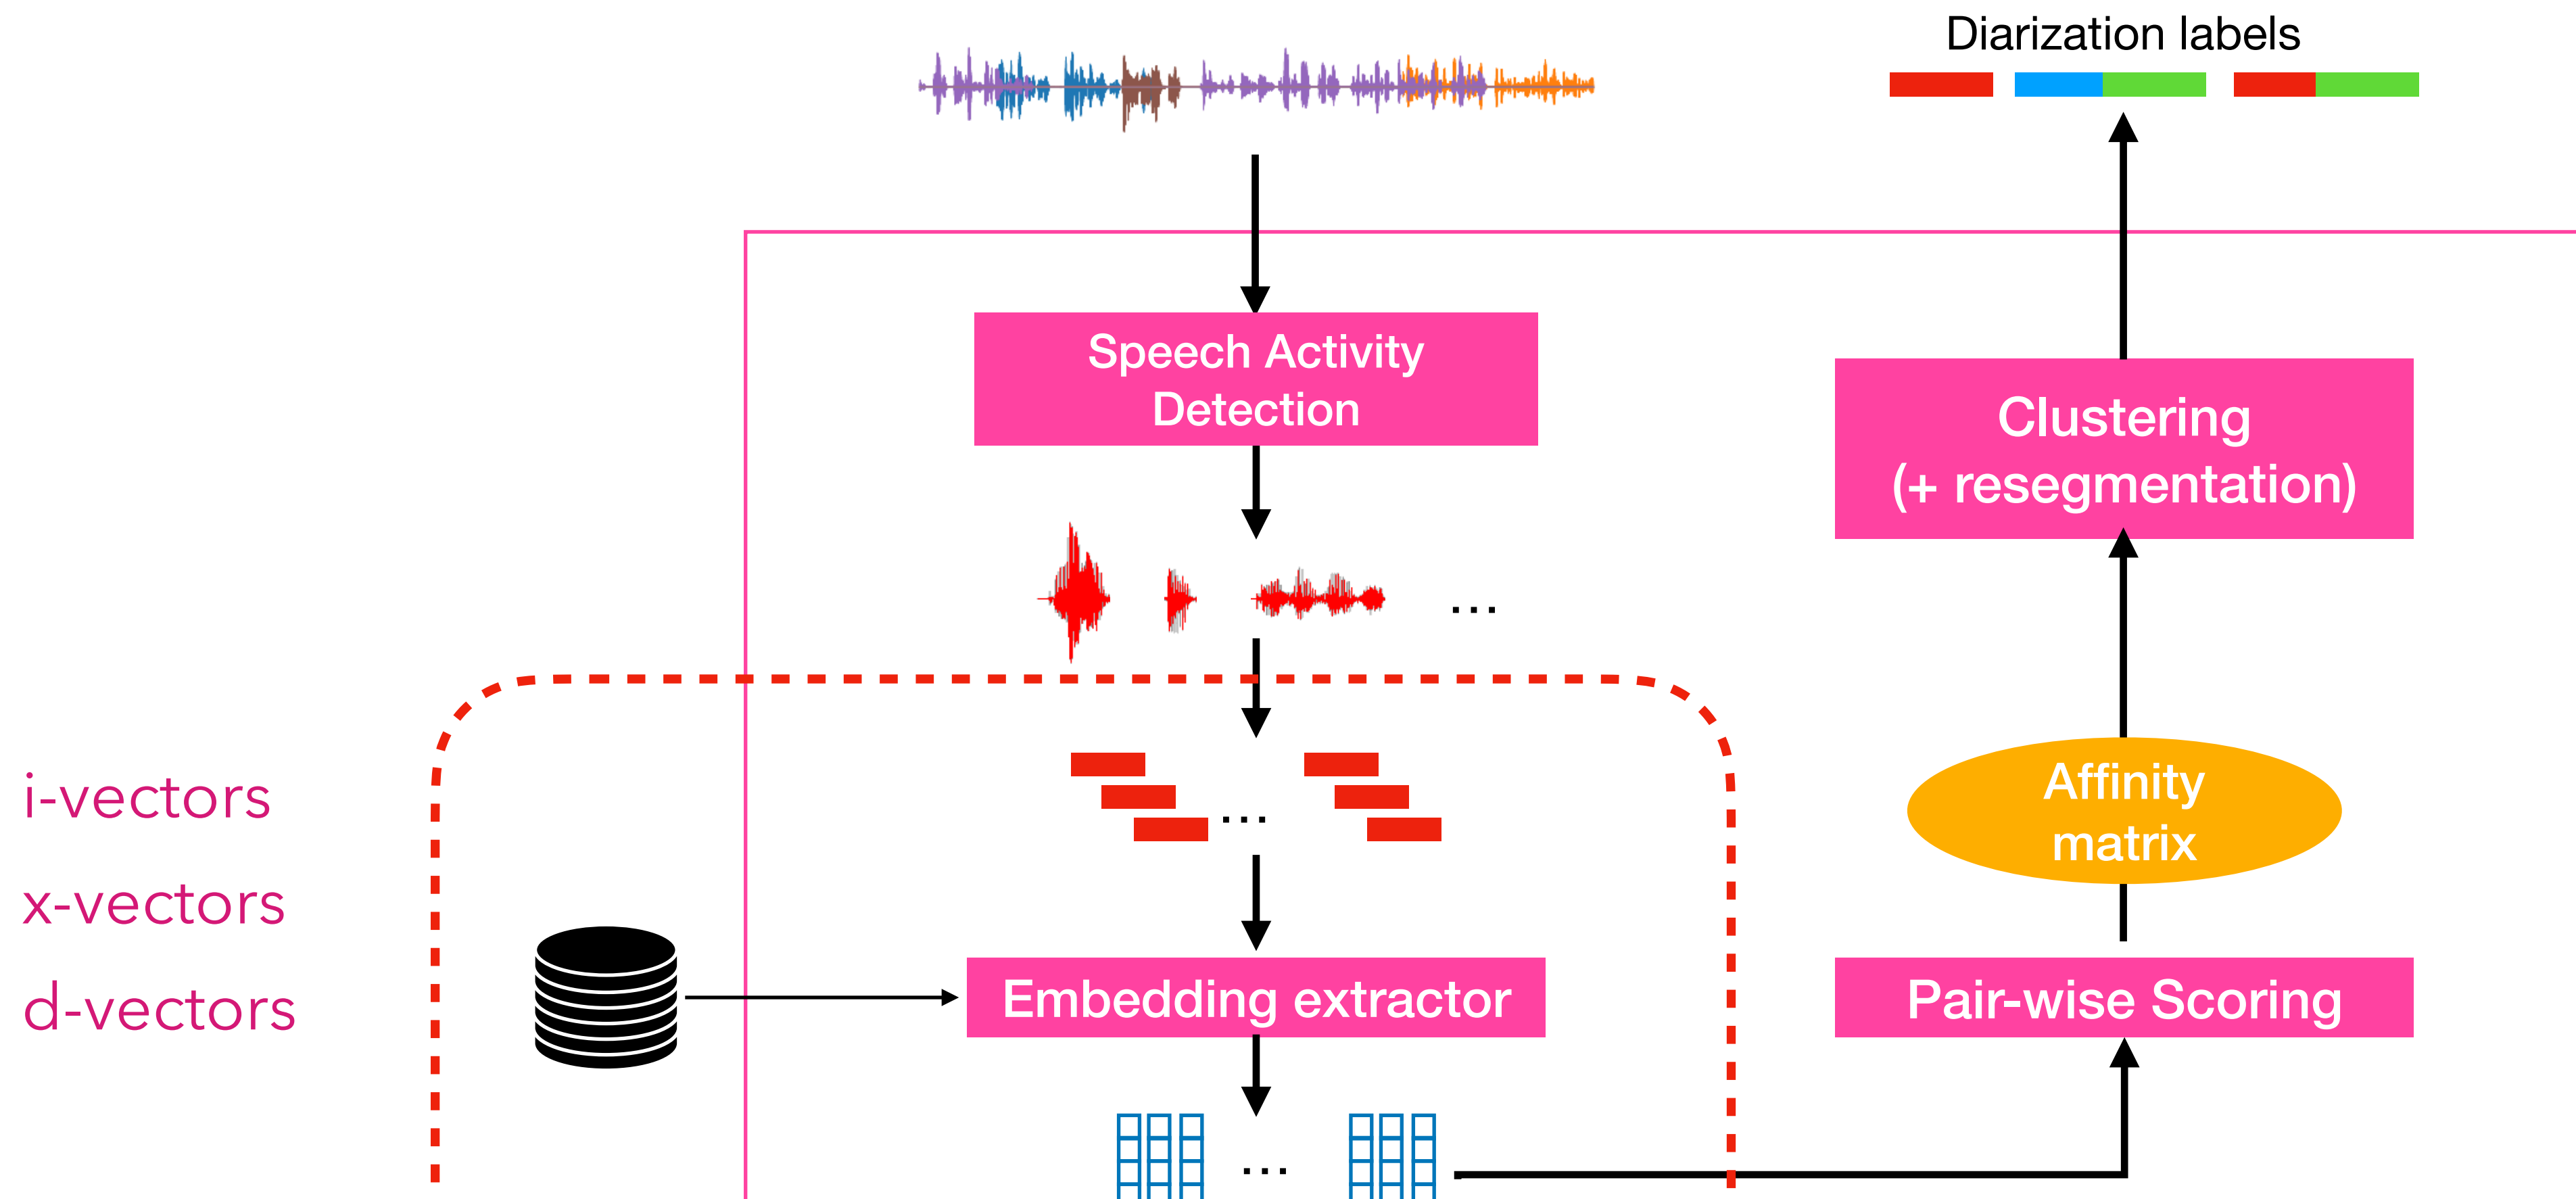 Diarization labels
Speech Activity
Detection
Clustering
(+ resegmentation)
...
i-vectors
x-vectors
d-vectors
...
Affinity
matrix
Embedding extractor
Pair-wise Scoring
...